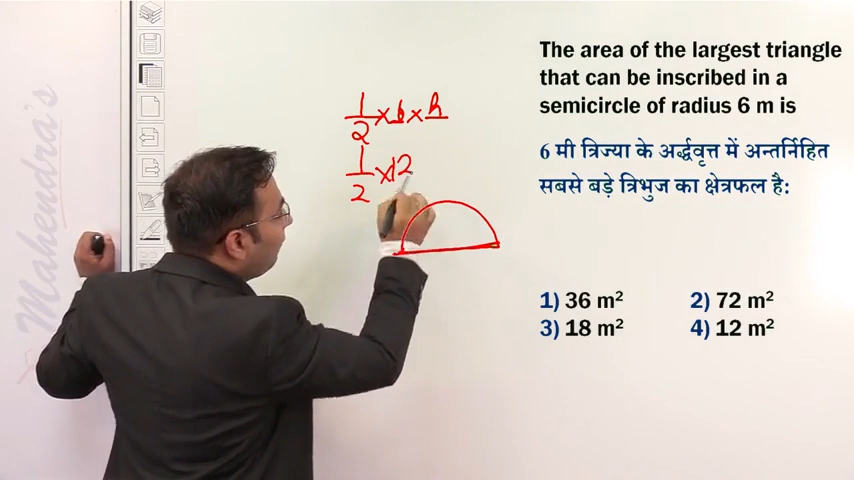 Mahendra's
1/2 × b × h
1/2 × 12
The area of the largest triangle
that can be inscribed in a
semicircle of radius 6 m is
6 मी त्रिज्या के अर्द्धवृत्त में अन्तर्निहित
सबसे बड़े त्रिभुज का क्षेत्रफल है:
1) 36 m² 2) 72 m²
3) 18 m² 4) 12 m²